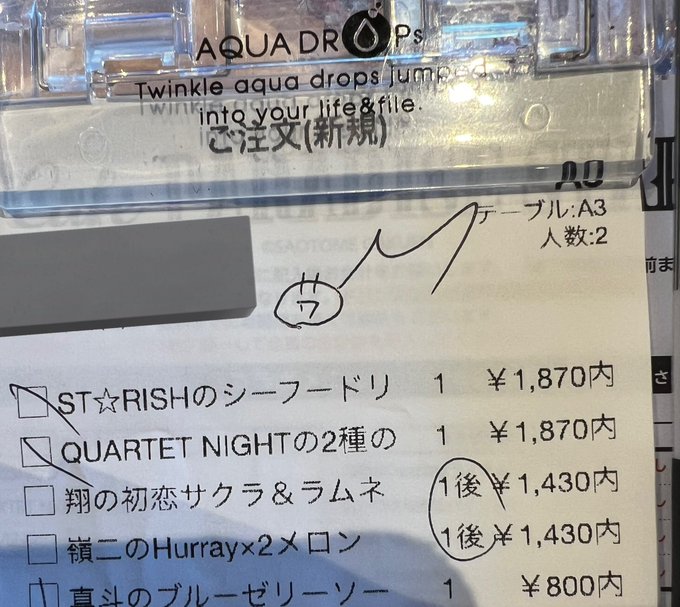 AQUA DROPs
Twinkle aqua drops jumped
into your life&file.
ご注文(新規)
テーブル:A3
人数:2
ST☆RISHのシーフードリ 1 ¥1,870内
QUARTET NIGHTの2種の 1 ¥1,870内
翔の初恋サクラ&ラムネ 1後 ¥1,430内
嶺二のHurray×2メロン 1後 ¥1,430内
真斗のブルーゼリーソー 1 ¥800内